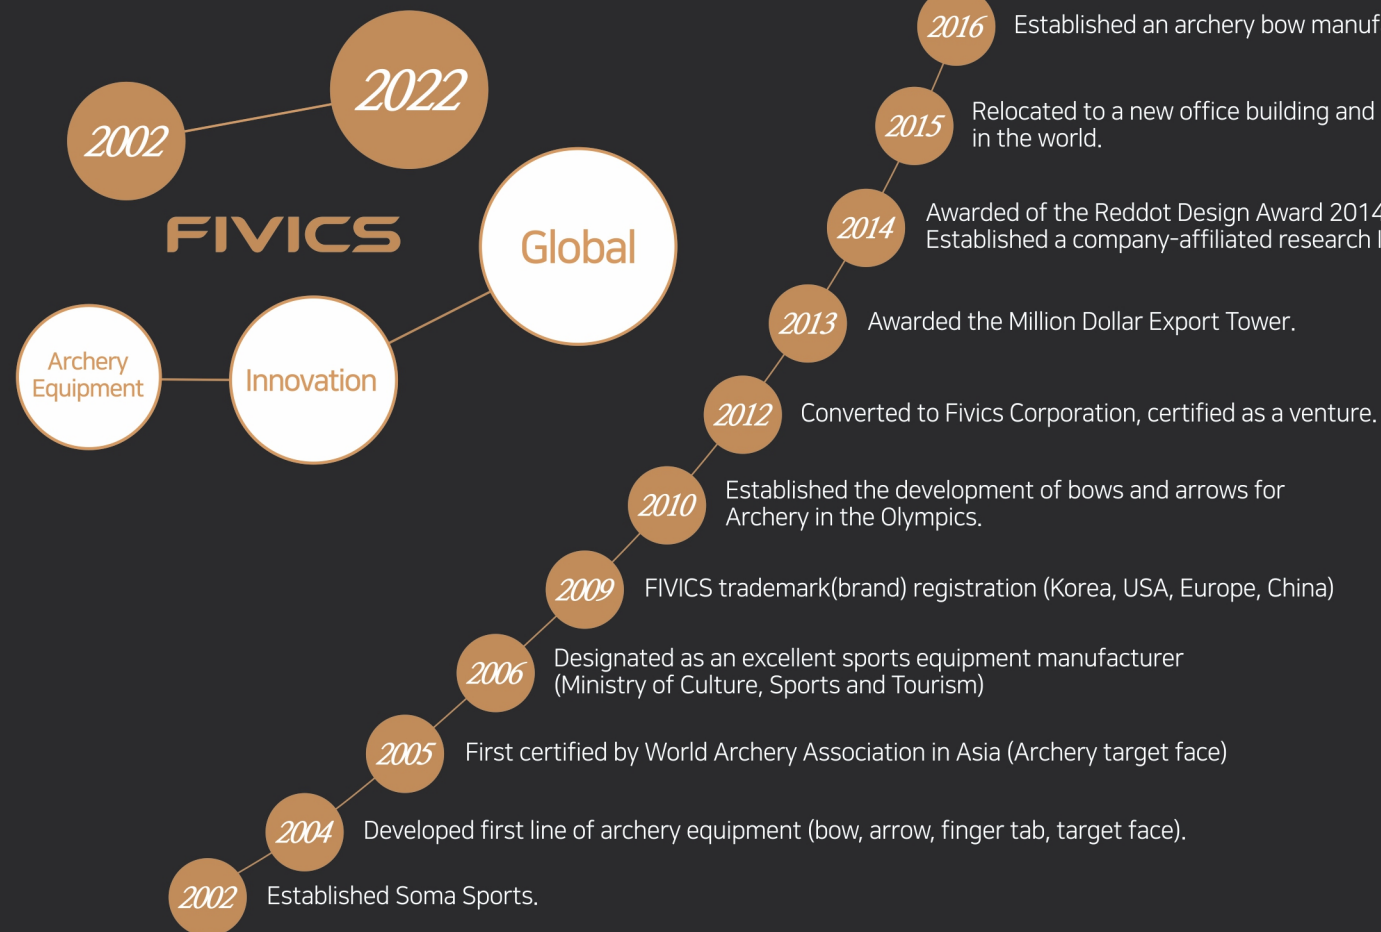 2002
2022
FIVICS
Global
Archery
Equipment
Innovation
2016
Established an archery bow manuf
2015
Relocated to a new office building and
in the world.
2014
Awarded of the Reddot Design Award 2014
Established a company-affiliated research
2013
Awarded the Million Dollar Export Tower.
2012
Converted to Fivics Corporation, certified as a venture.
2010
Established the development of bows and arrows for
Archery in the Olympics.
2009
FIVICS trademark(brand) registration (Korea, USA, Europe, China)
2006
Designated as an excellent sports equipment manufacturer
(Ministry of Culture, Sports and Tourism)
2005
First certified by World Archery Association in Asia (Archery target face)
2004
Developed first line of archery equipment (bow, arrow, finger tab, target face).
2002
Established Soma Sports.